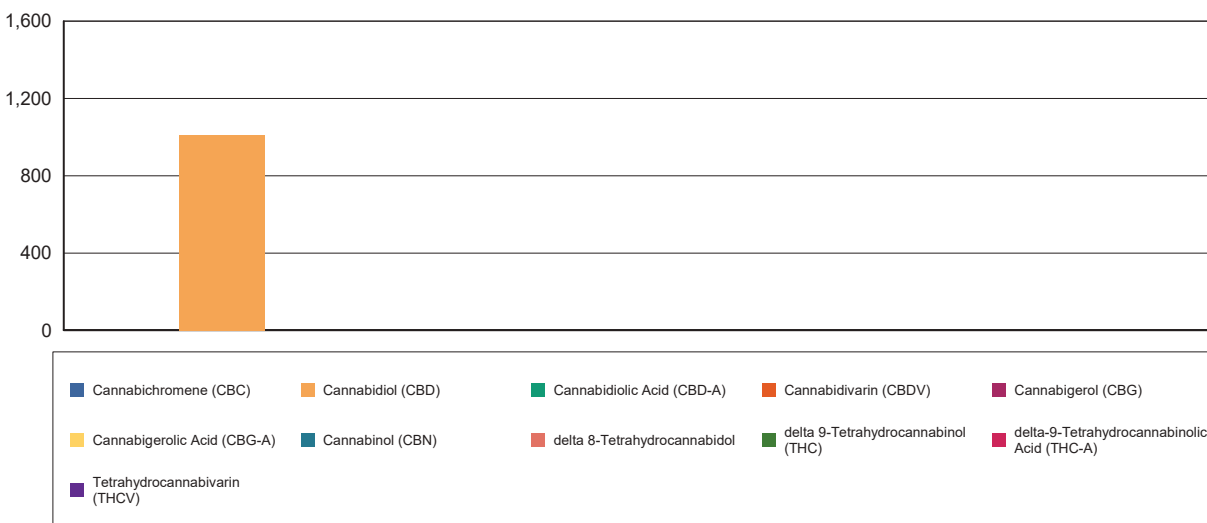 1,600
1,200
800
400
0
Cannabichromene (CBC)
Cannabidiol (CBD)
Cannabidiolic Acid (CBD-A)
Cannabidivarin (CBDV)
Cannabigerol (CBG)
Cannabigerolic Acid (CBG-A)
Cannabinol (CBN)
delta 8-Tetrahydrocannabidol
delta 9-Tetrahydrocannabinol
(THC)
delta-9-Tetrahydrocannabinolic
Acid (THC-A)
Tetrahydrocannabivarin
(THCV)